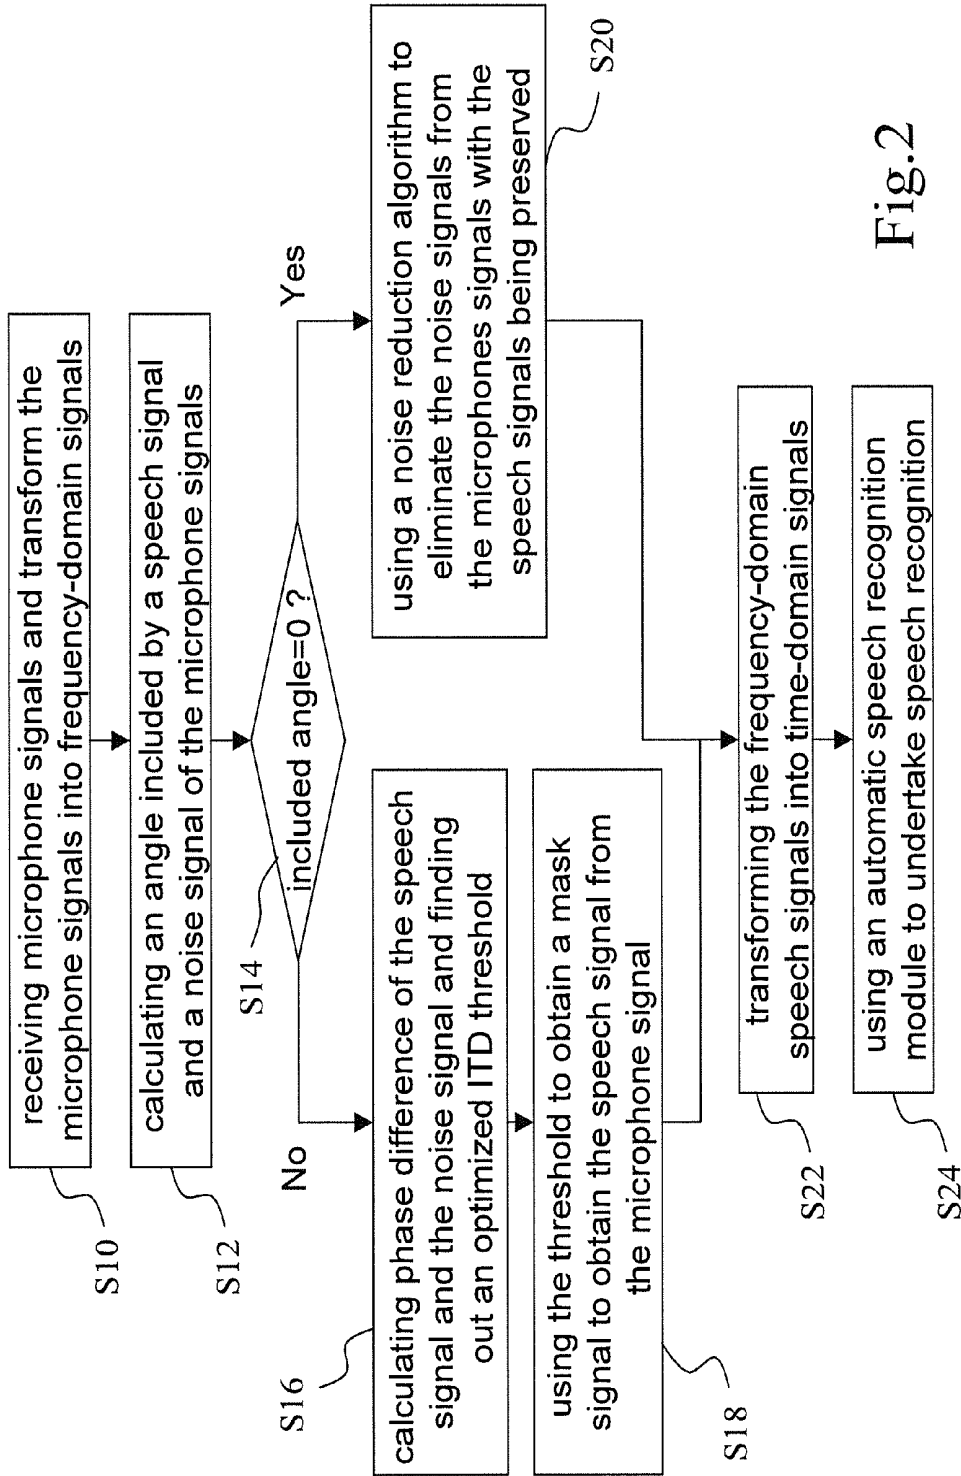 receiving microphone signals and transform the
microphone signals into frequency-domain signals
S10
calculating an angle included by a speech signal
and a noise signal of the microphone signals
S12
included angle=0 ?
S14
No
Yes
calculating phase difference of the speech
signal and the noise signal and finding
out an optimized ITD threshold
S16
using the threshold to obtain a mask
signal to obtain the speech signal from
the microphone signal
S18
using a noise reduction algorithm to
eliminate the noise signals from
the microphones signals with the
speech signals being preserved
S20
transforming the frequency-domain
speech signals into time-domain signals
S22
using an automatic speech recognition
module to undertake speech recognition
S24
Fig.2